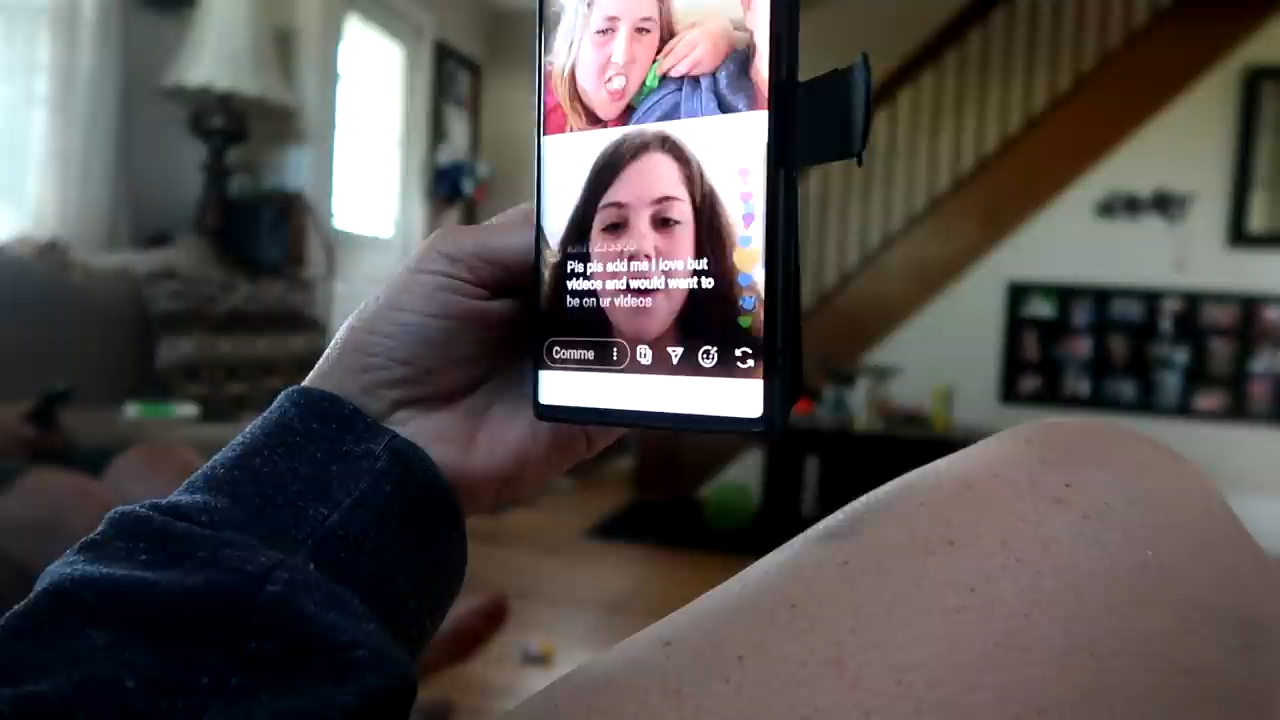 Pls pls add me I love but
videos and would want to
be on ur videos
Comme